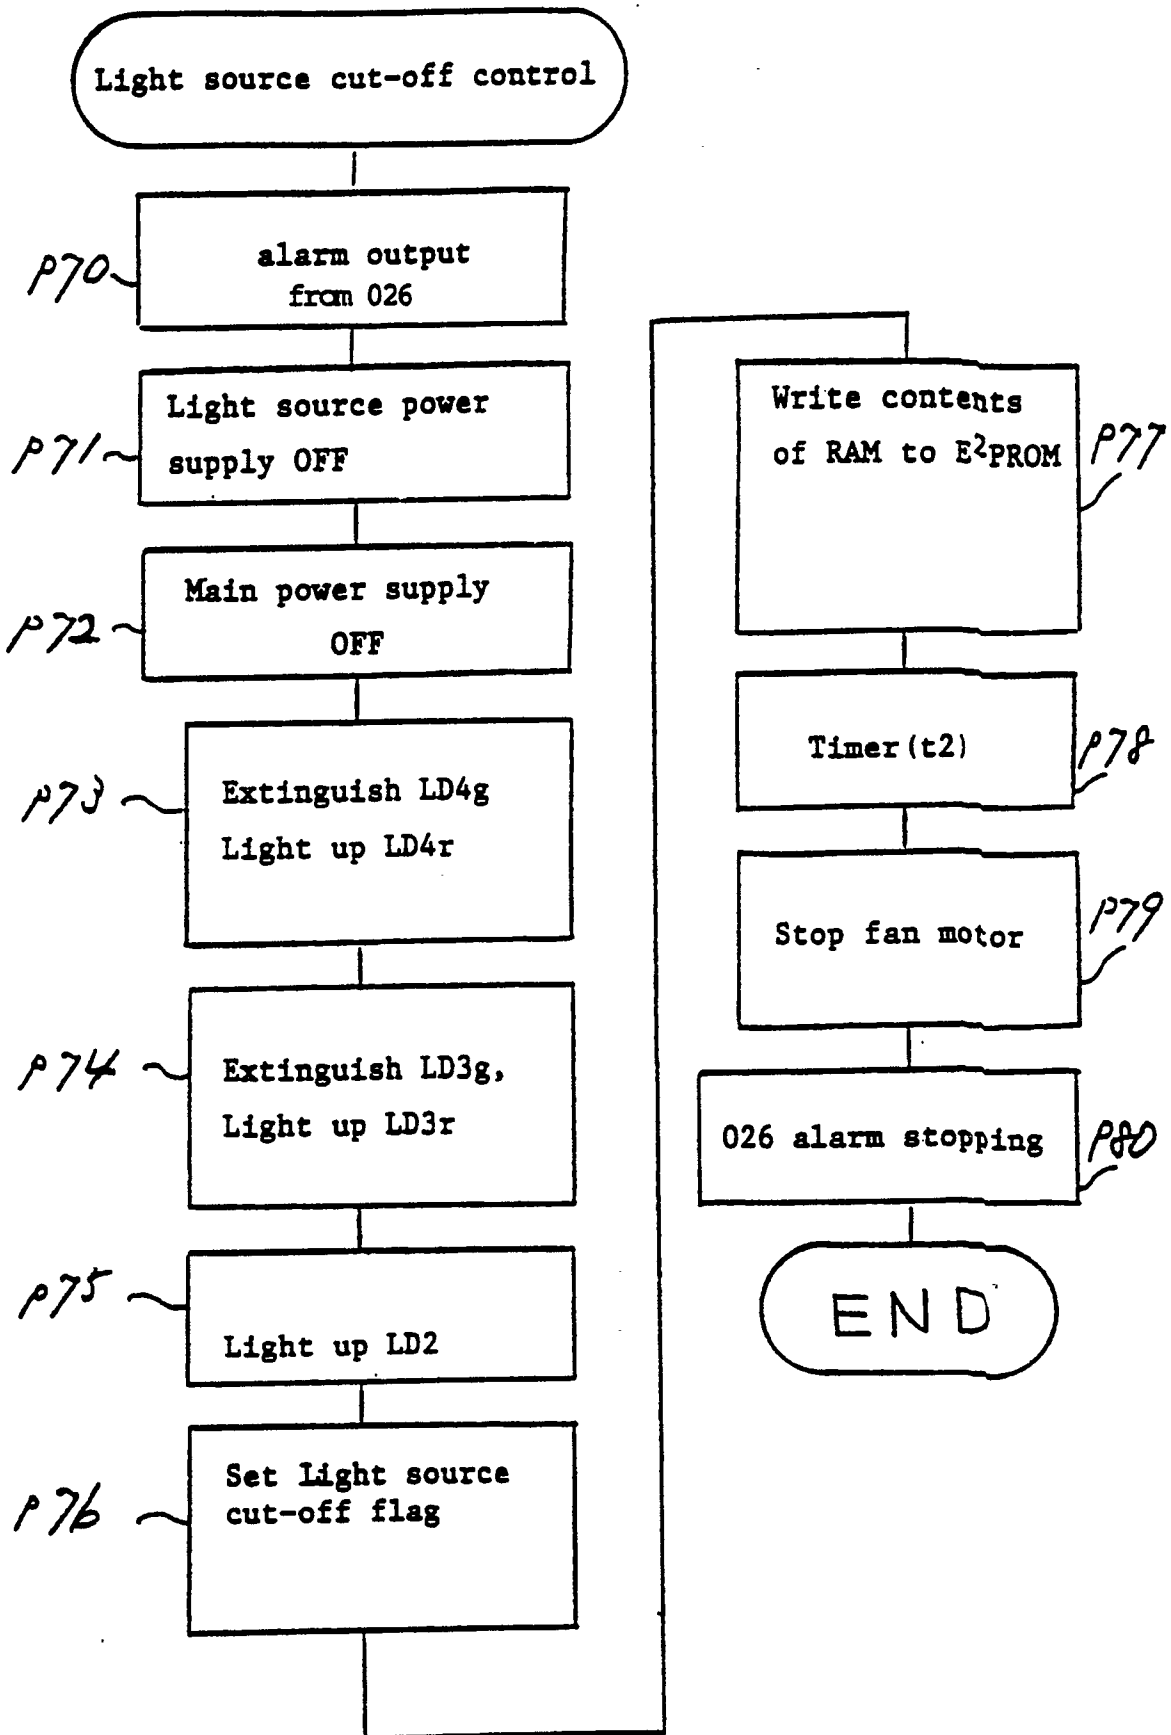 Light source cut-off control
P70
alarm output
from 026
P71
Light source power
supply OFF
P72
Main power supply
OFF
P73
Extinguish LD4g
Light up LD4r
P74
Extinguish LD3g,
Light up LD3r
P75
Light up LD2
P76
Set Light source
cut-off flag
Write contents
of RAM to E²PROM
P77
Timer(t2)
P78
Stop fan motor
P79
026 alarm stopping
P80
END